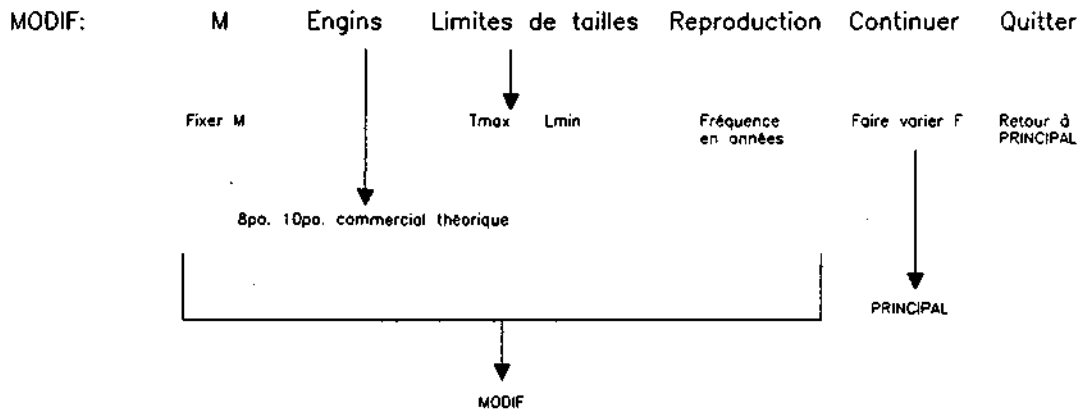 MODIF: M Engins Limites de tailles Reproduction Continuer Quitter
Fixer M Tmax Lmin Fréquence Faire varier F Retour à
en années PRINCIPAL
8po. 10po. commercial théorique
PRINCIPAL
MODIF